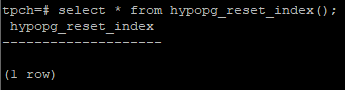 tpch=# select * from hypopg_reset_index();
 hypopg_reset_index
--------------------

(1 row)